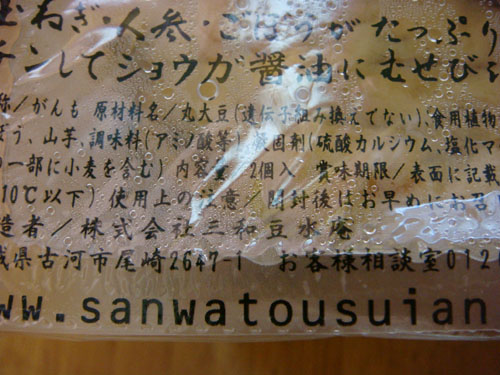 ねぎ・人参・ごぼうがたっぷり
チンしてショウガ醤油にむせび
称/がんも 原材料名/丸大豆(遺伝子組み換えでない)、食用植物
ぼう、山芋、調味料(アミノ酸等)凝固剤(硫酸カルシウム、塩化マ
の一部に小麦を含む) 内容量 2個入 賞味期限/表面に記載
10℃以下) 使用上の注意/開封後はお早めにお召
造者/株式会社三和豆水庵
城県古河市尾崎2647-1 お客様相談室012
ww.sanwatousuian